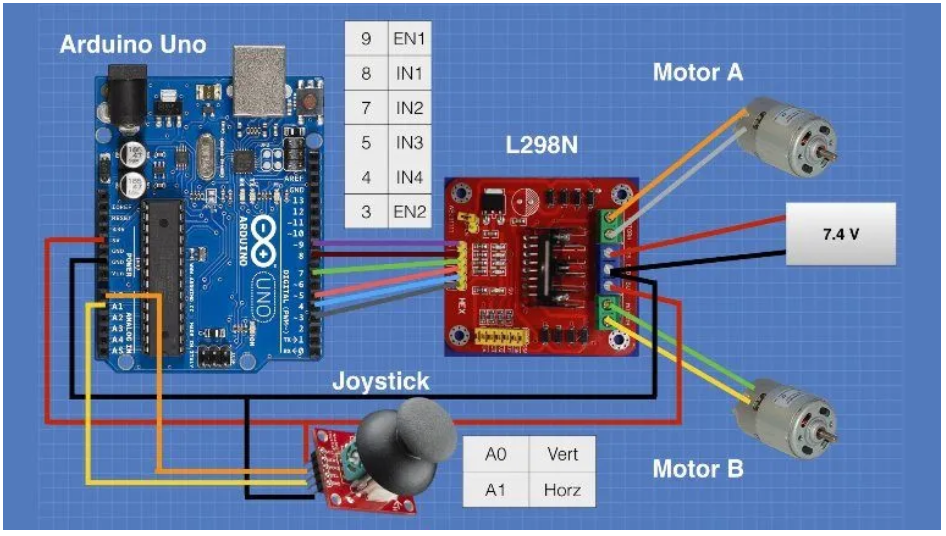 Arduino Uno
9 EN1
8 IN1
7 IN2
5 IN3
4 IN4
3 EN2
Motor A
L298N
7.4 V
AREF
GND
13
12
~11
~10
~9
8
7
~6
~5
4
~3
2
TX→1
RX←0
IOREF
RESET
3V3
5V
GND
GND
Vin
POWER
A1
A2
A3
A4
A5
ANALOG IN
ARDUINO
UNO
DIGITAL (PWM~)
HEX
Joystick
A0 Vert
A1 Horz
Motor B